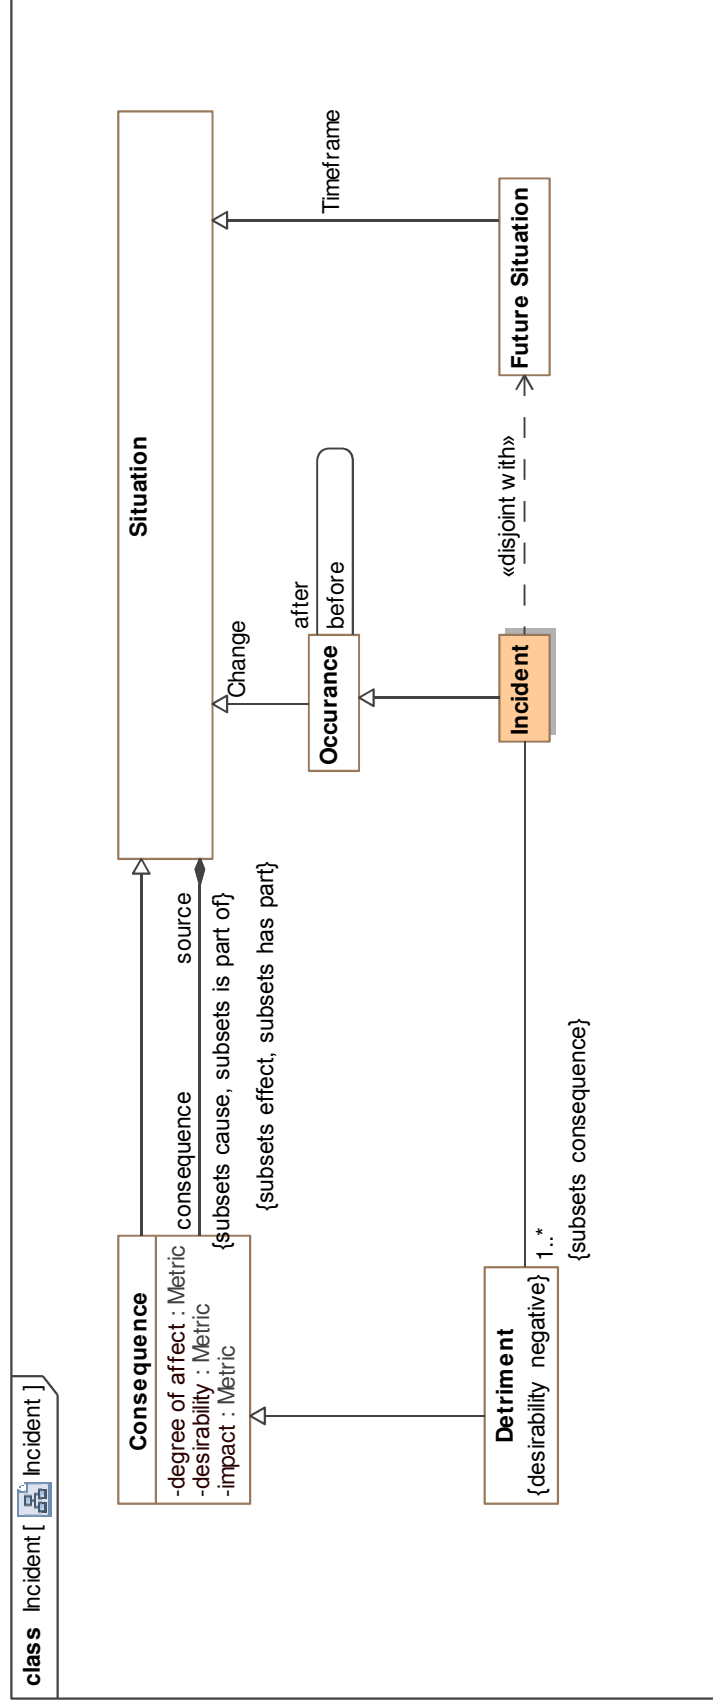 class Incident [ Incident ]
Consequence
-degree of affect : Metric
-desirability : Metric
-impact : Metric
consequence
source
{subsets cause, subsets is part of}
{subsets effect, subsets has part}
Situation
Change
Timeframe
Occurance
after
before
Detriment
{desirability negative}
1..*
{subsets consequence}
Incident
«disjoint with»
Future Situation